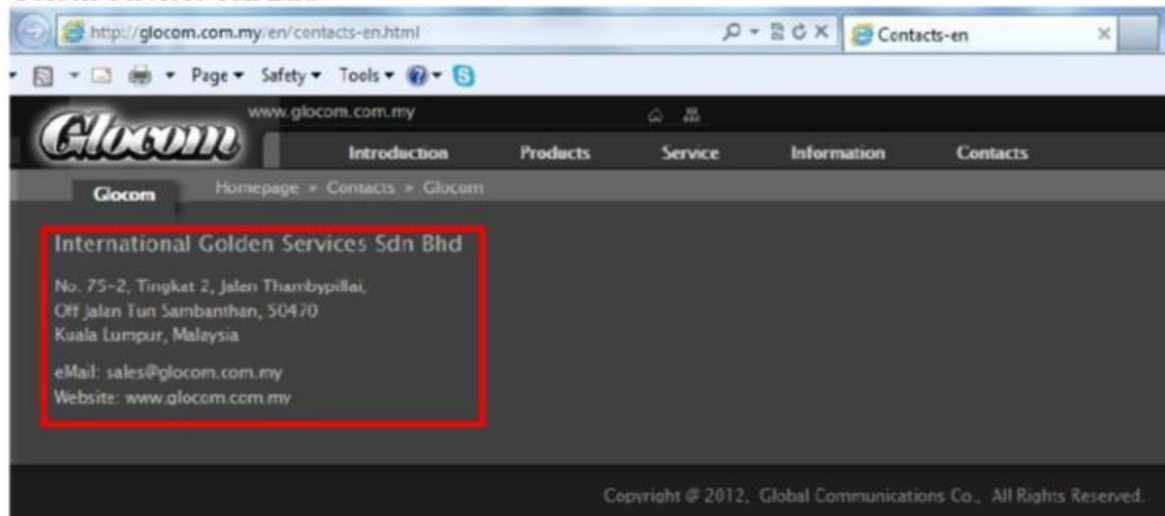 http://glocom.com.my/en/contacts-en.html
Contacts-en
Page Safety Tools
Glocom
www.glocom.com.my
Introduction Products Service Information Contacts
Glocom
Homepage » Contacts » Glocom
International Golden Services Sdn Bhd
No. 75-2, Tingkat 2, Jalan Thambypillai,
Off Jalan Tun Sambanthan, 50470
Kuala Lumpur, Malaysia
eMail: sales@glocom.com.my
Website: www.glocom.com.my
Copyright @ 2012, Global Communications Co., All Rights Reserved.